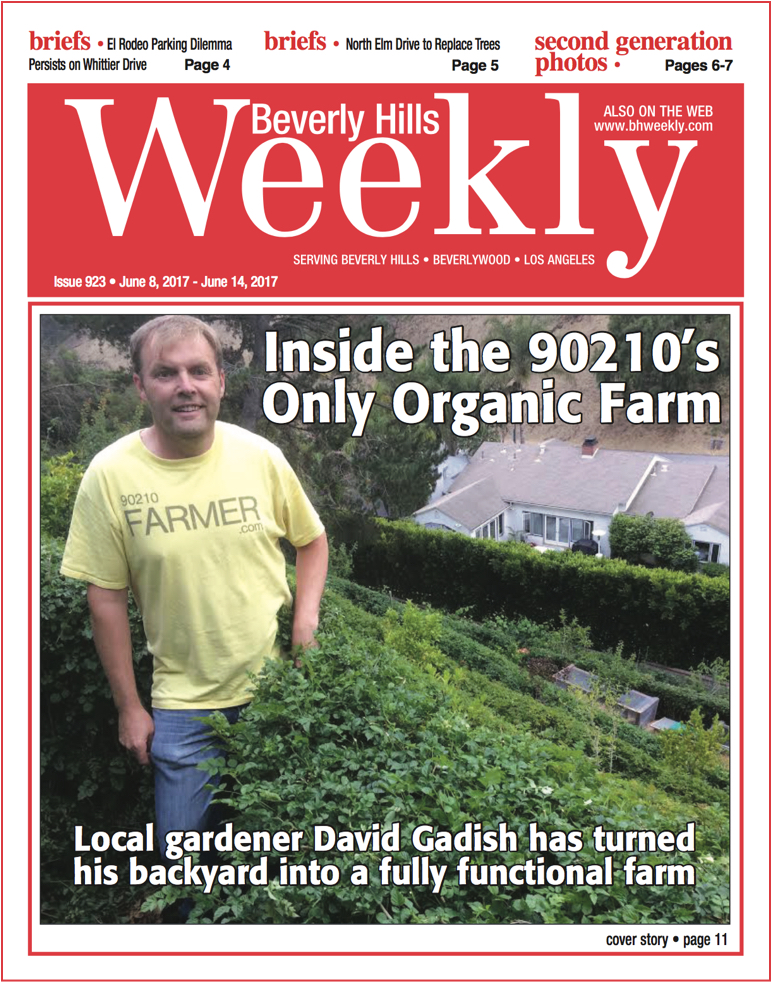 briefs • El Rodeo Parking Dilemma
Persists on Whittier Drive Page 4
briefs • North Elm Drive to Replace Trees
Page 5
second generation
photos • Pages 6-7
Beverly Hills
Weekly
ALSO ON THE WEB
www.bhweekly.com
SERVING BEVERLY HILLS • BEVERLYWOOD • LOS ANGELES
Issue 923 • June 8, 2017 - June 14, 2017
Inside the 90210's
Only Organic Farm
90210
FARMER
.com
Local gardener David Gadish has turned
his backyard into a fully functional farm
cover story • page 11